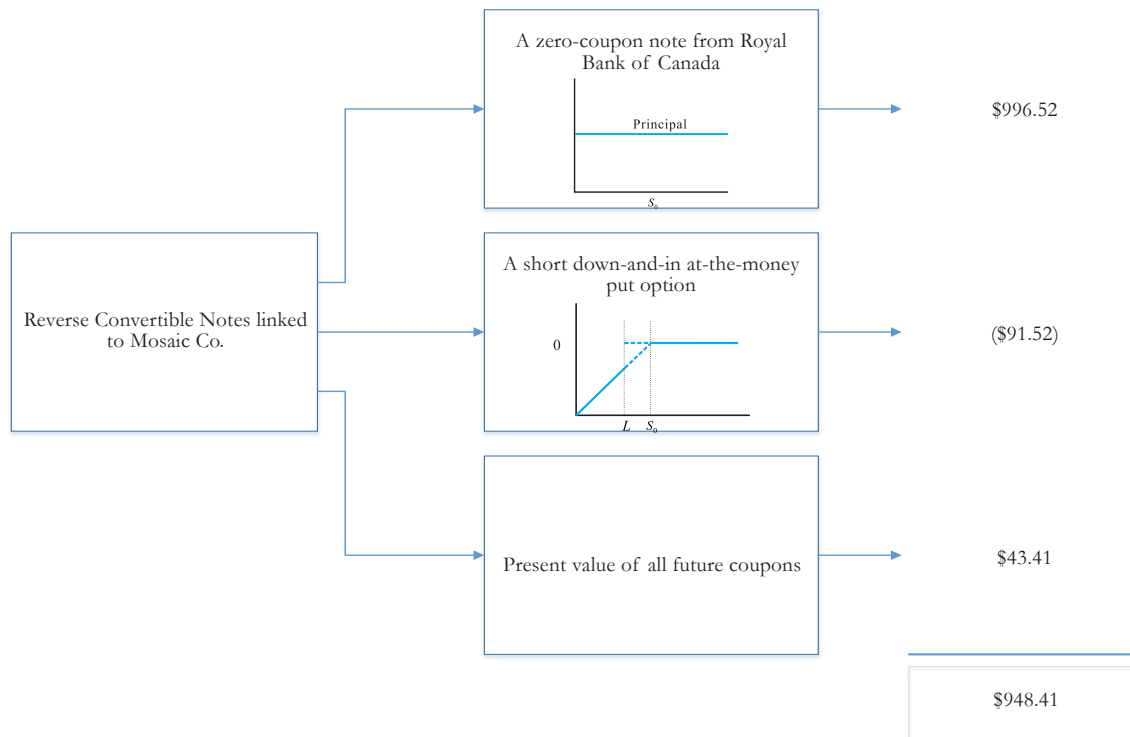 A zero-coupon note from Royal
Bank of Canada
Principal
S₀
$996.52
Reverse Convertible Notes linked
to Mosaic Co.
A short down-and-in at-the-money
put option
0
L S₀
($91.52)
Present value of all future coupons
$43.41
$948.41